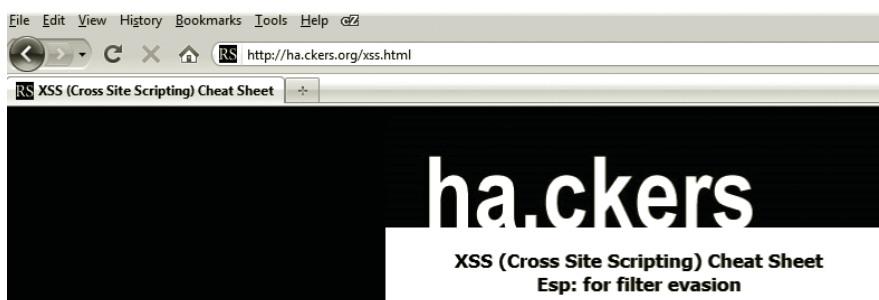 File Edit View History Bookmarks Tools Help
RS http://ha.ckers.org/xss.html
RS XSS (Cross Site Scripting) Cheat Sheet
ha.ckers
XSS (Cross Site Scripting) Cheat Sheet
Esp: for filter evasion